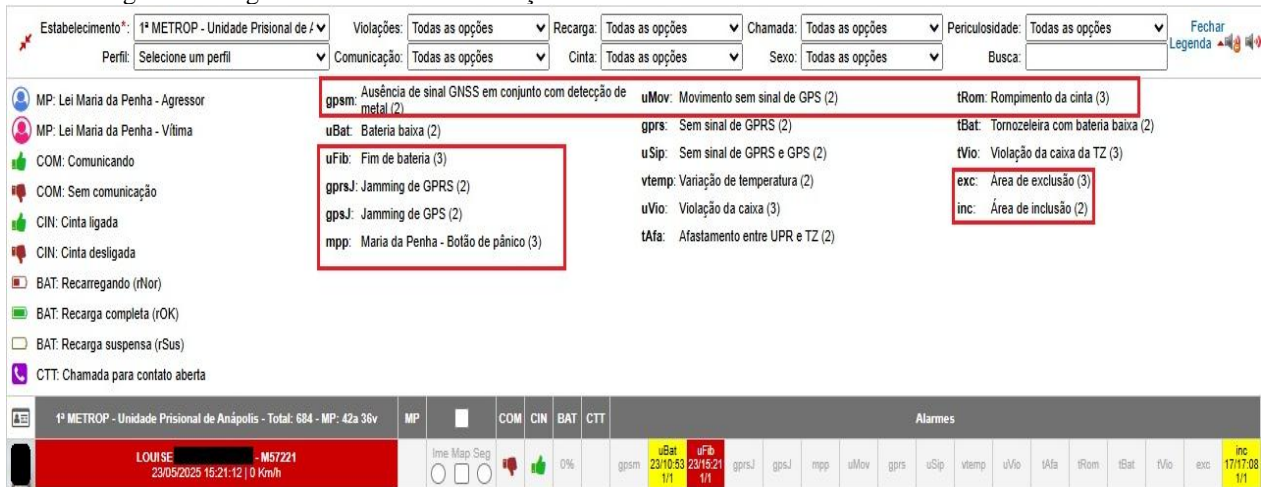 Estabelecimento*: 1ª METROP - Unidade Prisional de A Violações: Todas as opções Recarga: Todas as opções Chamada: Todas as opções Periculosidade: Todas as opções Fechar
Perfil: Selecione um perfil Comunicação: Todas as opções Cinta: Todas as opções Sexo: Todas as opções Busca: Legenda
MP: Lei Maria da Penha - Agressor
MP: Lei Maria da Penha - Vítima
COM: Comunicando
COM: Sem comunicação
CIN: Cinta ligada
CIN: Cinta desligada
BAT: Recarregando (rNor)
BAT: Recarga completa (rOK)
BAT: Recarga suspensa (rSus)
CTT: Chamada para contato aberta
gpsm: Ausência de sinal GNSS em conjunto com detecção de
metal (2)
uBat: Bateria baixa (2)
uFib: Fim de bateria (3)
gprsJ: Jamming de GPRS (2)
gpsJ: Jamming de GPS (2)
mpp: Maria da Penha - Botão de pânico (3)
uMov: Movimento sem sinal de GPS (2)
gprs: Sem sinal de GPRS (2)
uSip: Sem sinal de GPRS e GPS (2)
vtemp: Variação de temperatura (2)
uVio: Violação da caixa (3)
tAfa: Afastamento entre UPR e TZ (2)
tRom: Rompimento da cinta (3)
tBat: Tornozeleira com bateria baixa (2)
tVio: Violação da caixa da TZ (3)
exc: Área de exclusão (3)
inc: Área de inclusão (2)
1ª METROP - Unidade Prisional de Anápolis - Total: 684 - MP: 42a 36v MP COM CIN BAT CTT Alarmes
LOUISE - M57221
23/05/2025 15:21:12 | 0 Km/h
Ime Map Seg
0%
gpsm
uBat
23/10:53
1/1
uFib
23/15:21
1/1
gprsJ gpsJ mpp uMov gprs uSip vtemp uVio tAfa tRom tBat tVio exc
inc
17/17:08
1/1